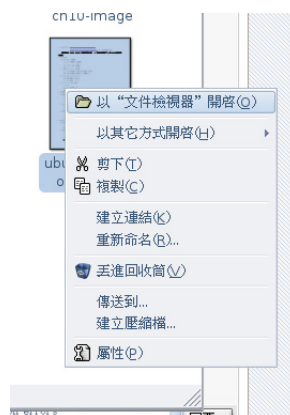 ch10-image
以“文件檢視器”開啓(O)
以其它方式開啓(H)
ubu
剪下(T)
o
複製(C)
建立連結(K)
重新命名(R)...
丟進回收筒(V)
傳送到...
建立壓縮檔...
屬性(P)